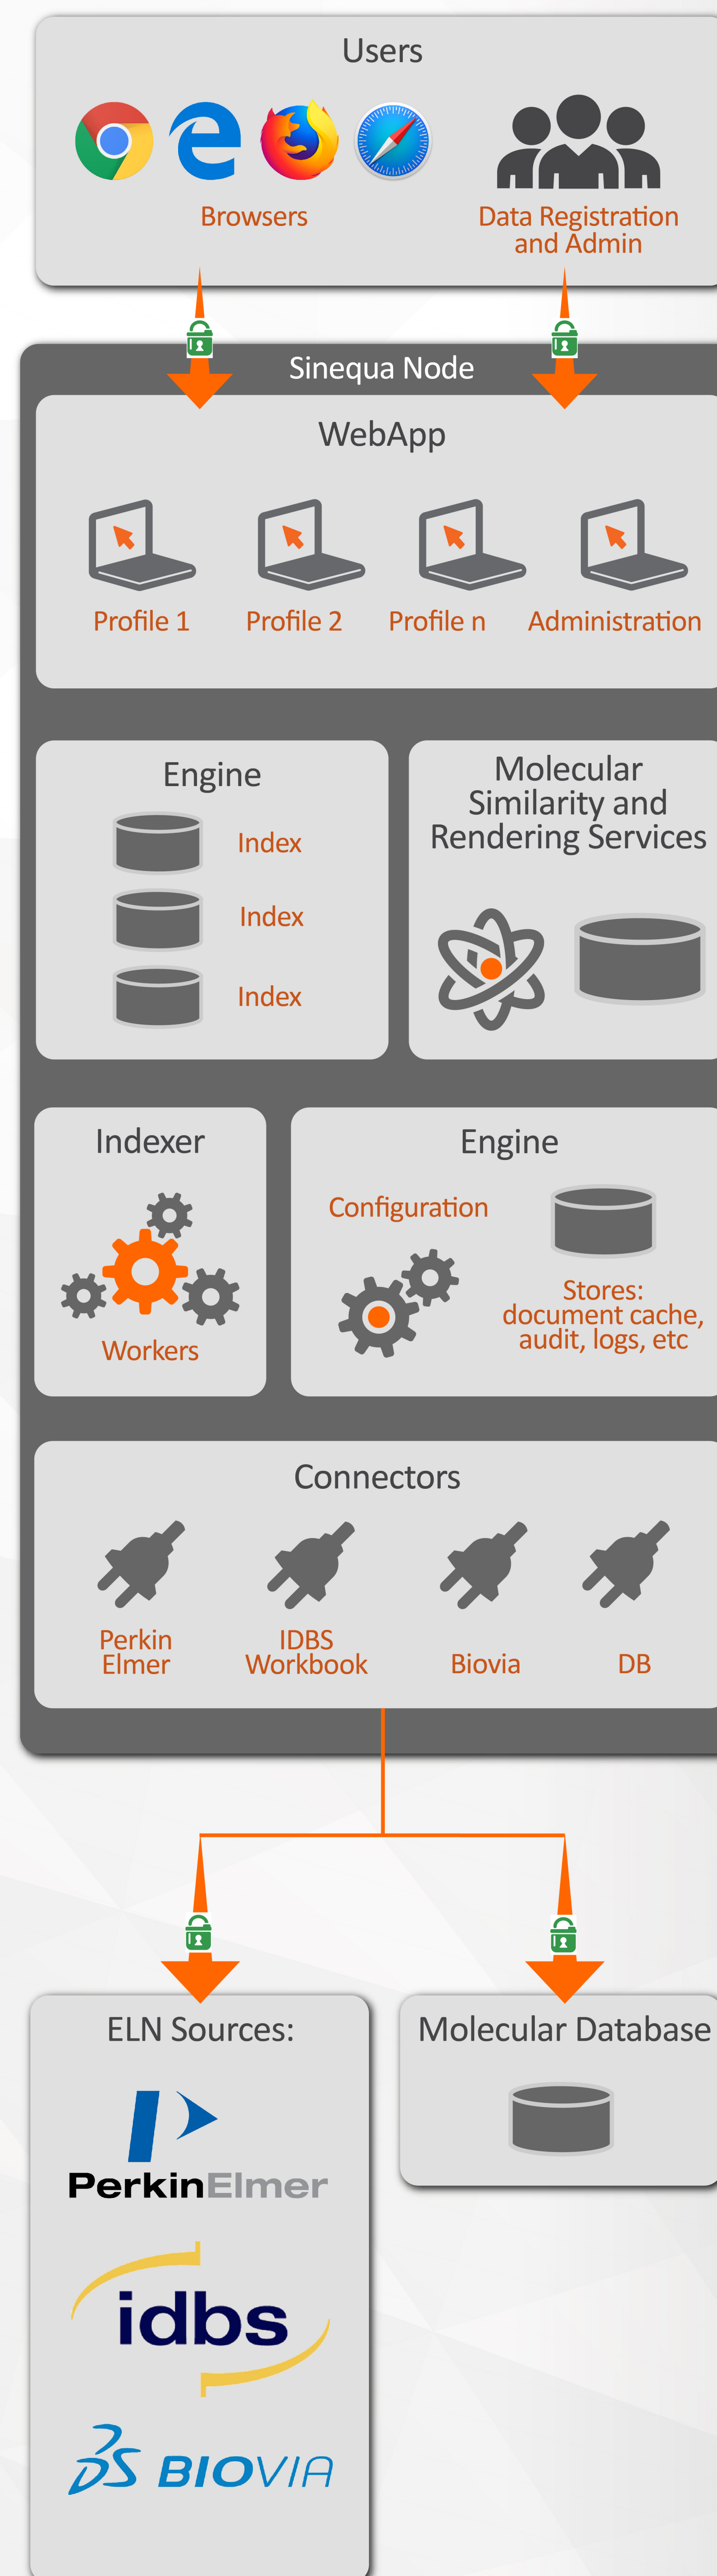 Users
Browsers
Data Registration
and Admin
Sinequa Node
WebApp
Profile 1
Profile 2
Profile n
Administration
Engine
Index
Index
Index
Molecular
Similarity and
Rendering Services
Indexer
Workers
Engine
Configuration
Stores:
document cache,
audit, logs, etc
Connectors
Perkin
Elmer
IDBS
Workbook
Biovia
DB
ELN Sources:
PerkinElmer
idbs
3DS BIOVIA
Molecular Database